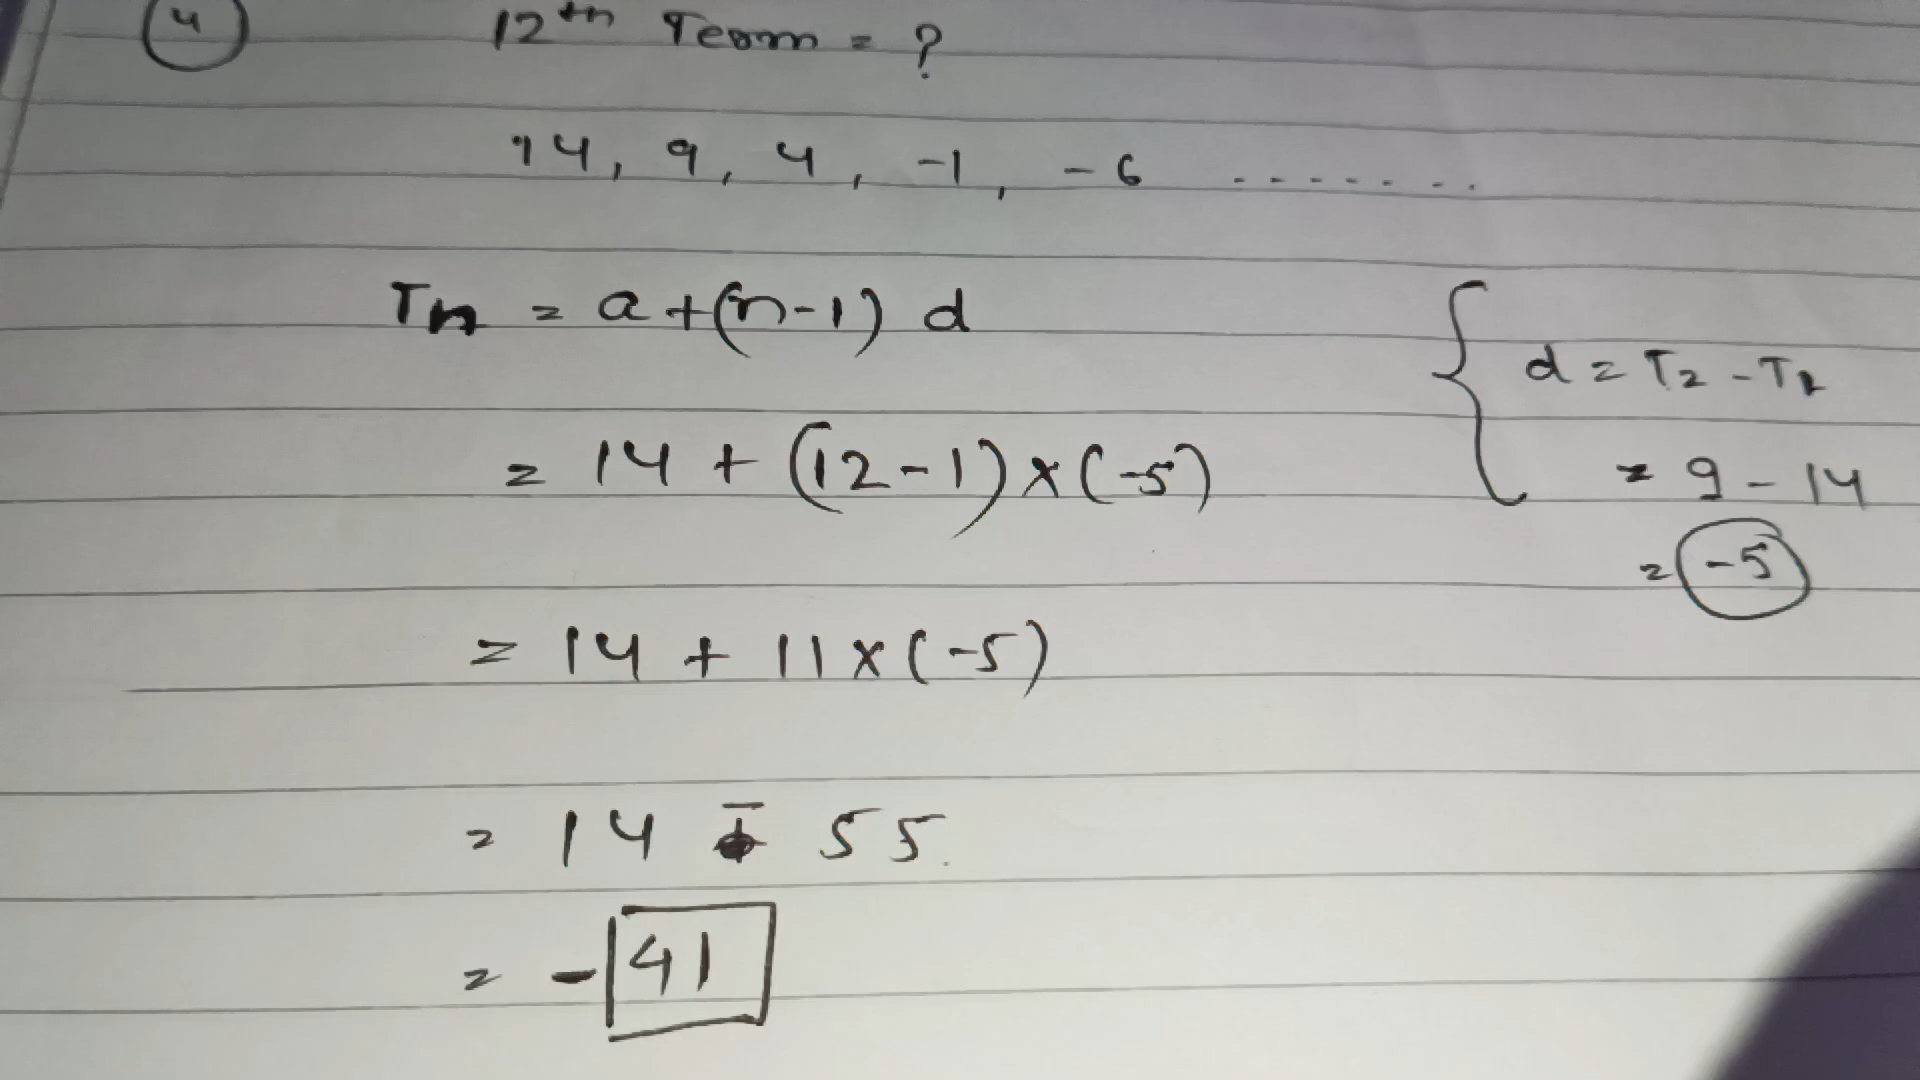 4 12th Term = ?
14, 9, 4, -1, -6 ........
Tn = a+(n-1) d
= 14 + (12-1)×(-5)
= 14 + 11×(-5)
= 14 - 55.
= -41
{ d = T2 - T1
= 9 - 14
= -5